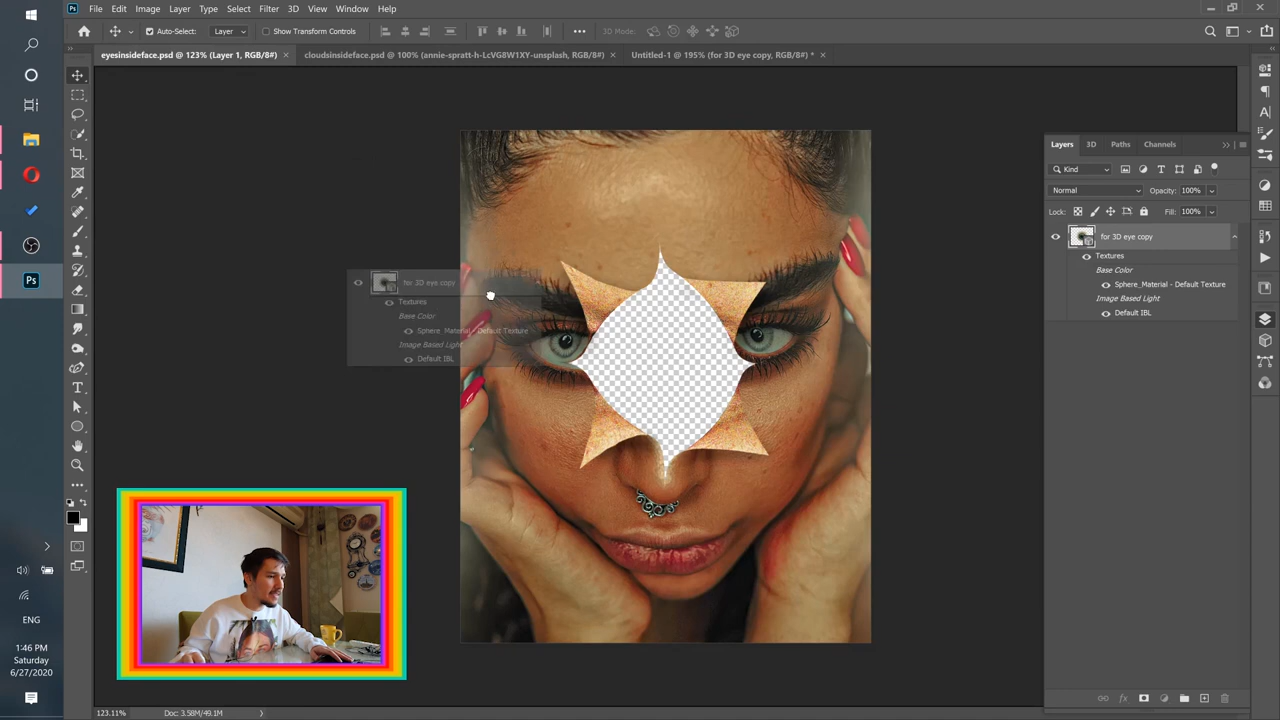 Ps File Edit Image Layer Type Select Filter 3D View Window Help
Auto-Select: Layer Show Transform Controls 3D Mode:
eyesinsideface.psd @ 123% (Layer 1, RGB/8#) × cloudsinsideface.psd @ 100% (annie-spratt-h-LcVG8W1XY-unsplash, RGB/8#) × Untitled-1 @ 195% (for 3D eye copy, RGB/8#) * ×
Layers 3D Paths Channels
Kind
Normal Opacity: 100%
Lock: Fill: 100%
for 3D eye copy
Textures
Base Color
Sphere_Material - Default Texture
Image Based Light
Default IBL
for 3D eye copy
Textures
Base Color
Sphere_Material - Default Texture
Image Based Light
Default IBL
Ps
ENG
1:46 PM
Saturday
6/27/2020
123.11% Doc: 3.58M/49.1M